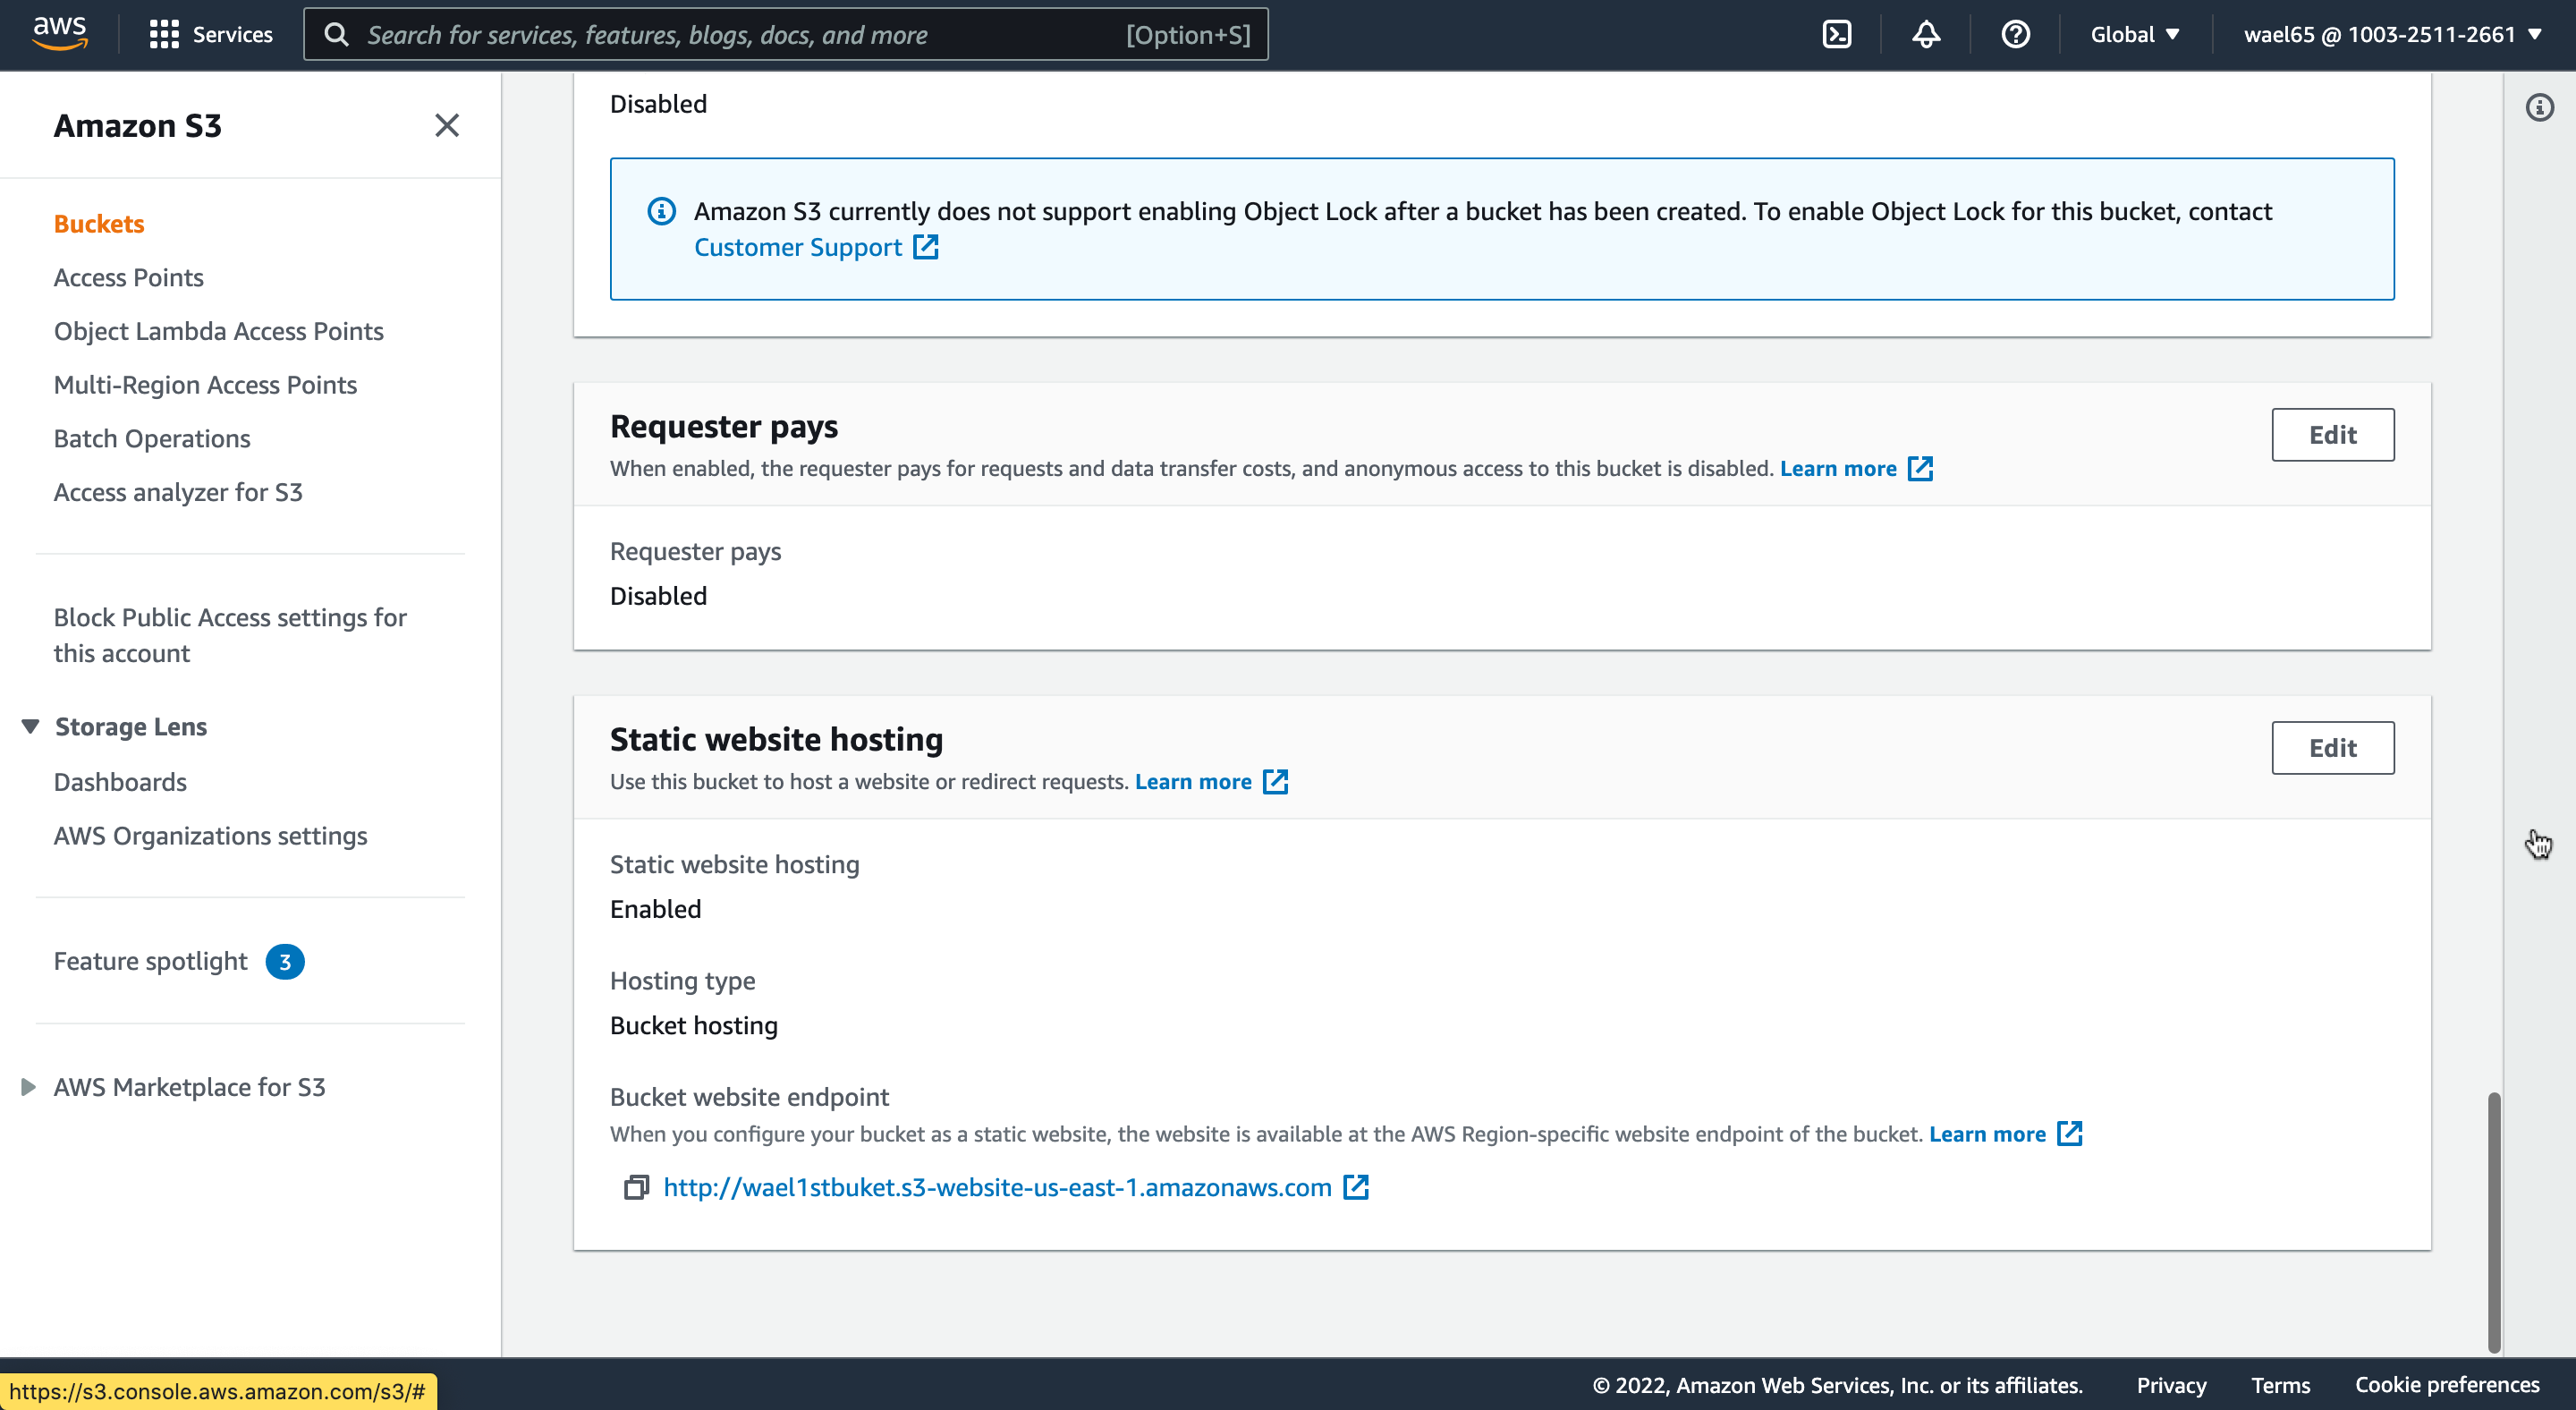 aws
Services
Search for services, features, blogs, docs, and more
[Option+S]
Global
wael65 @ 1003-2511-2661
Amazon S3
Buckets
Access Points
Object Lambda Access Points
Multi-Region Access Points
Batch Operations
Access analyzer for S3
Block Public Access settings for
this account
Storage Lens
Dashboards
AWS Organizations settings
Feature spotlight 3
AWS Marketplace for S3
Disabled
Amazon S3 currently does not support enabling Object Lock after a bucket has been created. To enable Object Lock for this bucket, contact
Customer Support
Requester pays
Edit
When enabled, the requester pays for requests and data transfer costs, and anonymous access to this bucket is disabled. Learn more
Requester pays
Disabled
Static website hosting
Edit
Use this bucket to host a website or redirect requests. Learn more
Static website hosting
Enabled
Hosting type
Bucket hosting
Bucket website endpoint
When you configure your bucket as a static website, the website is available at the AWS Region-specific website endpoint of the bucket. Learn more
http://wael1stbuket.s3-website-us-east-1.amazonaws.com
https://s3.console.aws.amazon.com/s3/#
© 2022, Amazon Web Services, Inc. or its affiliates.
Privacy
Terms
Cookie preferences